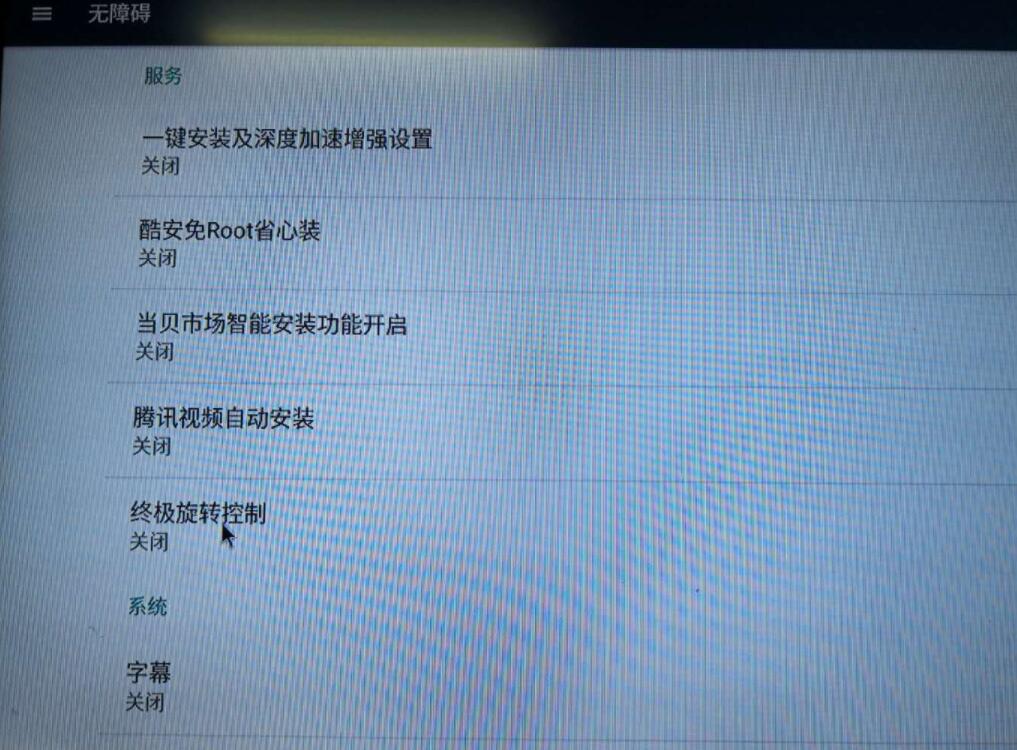 无障碍
服务
一键安装及深度加速增强设置
关闭
酷安免Root省心装
关闭
当贝市场智能安装功能开启
关闭
腾讯视频自动安装
关闭
终极旋转控制
关闭
系统
字幕
关闭